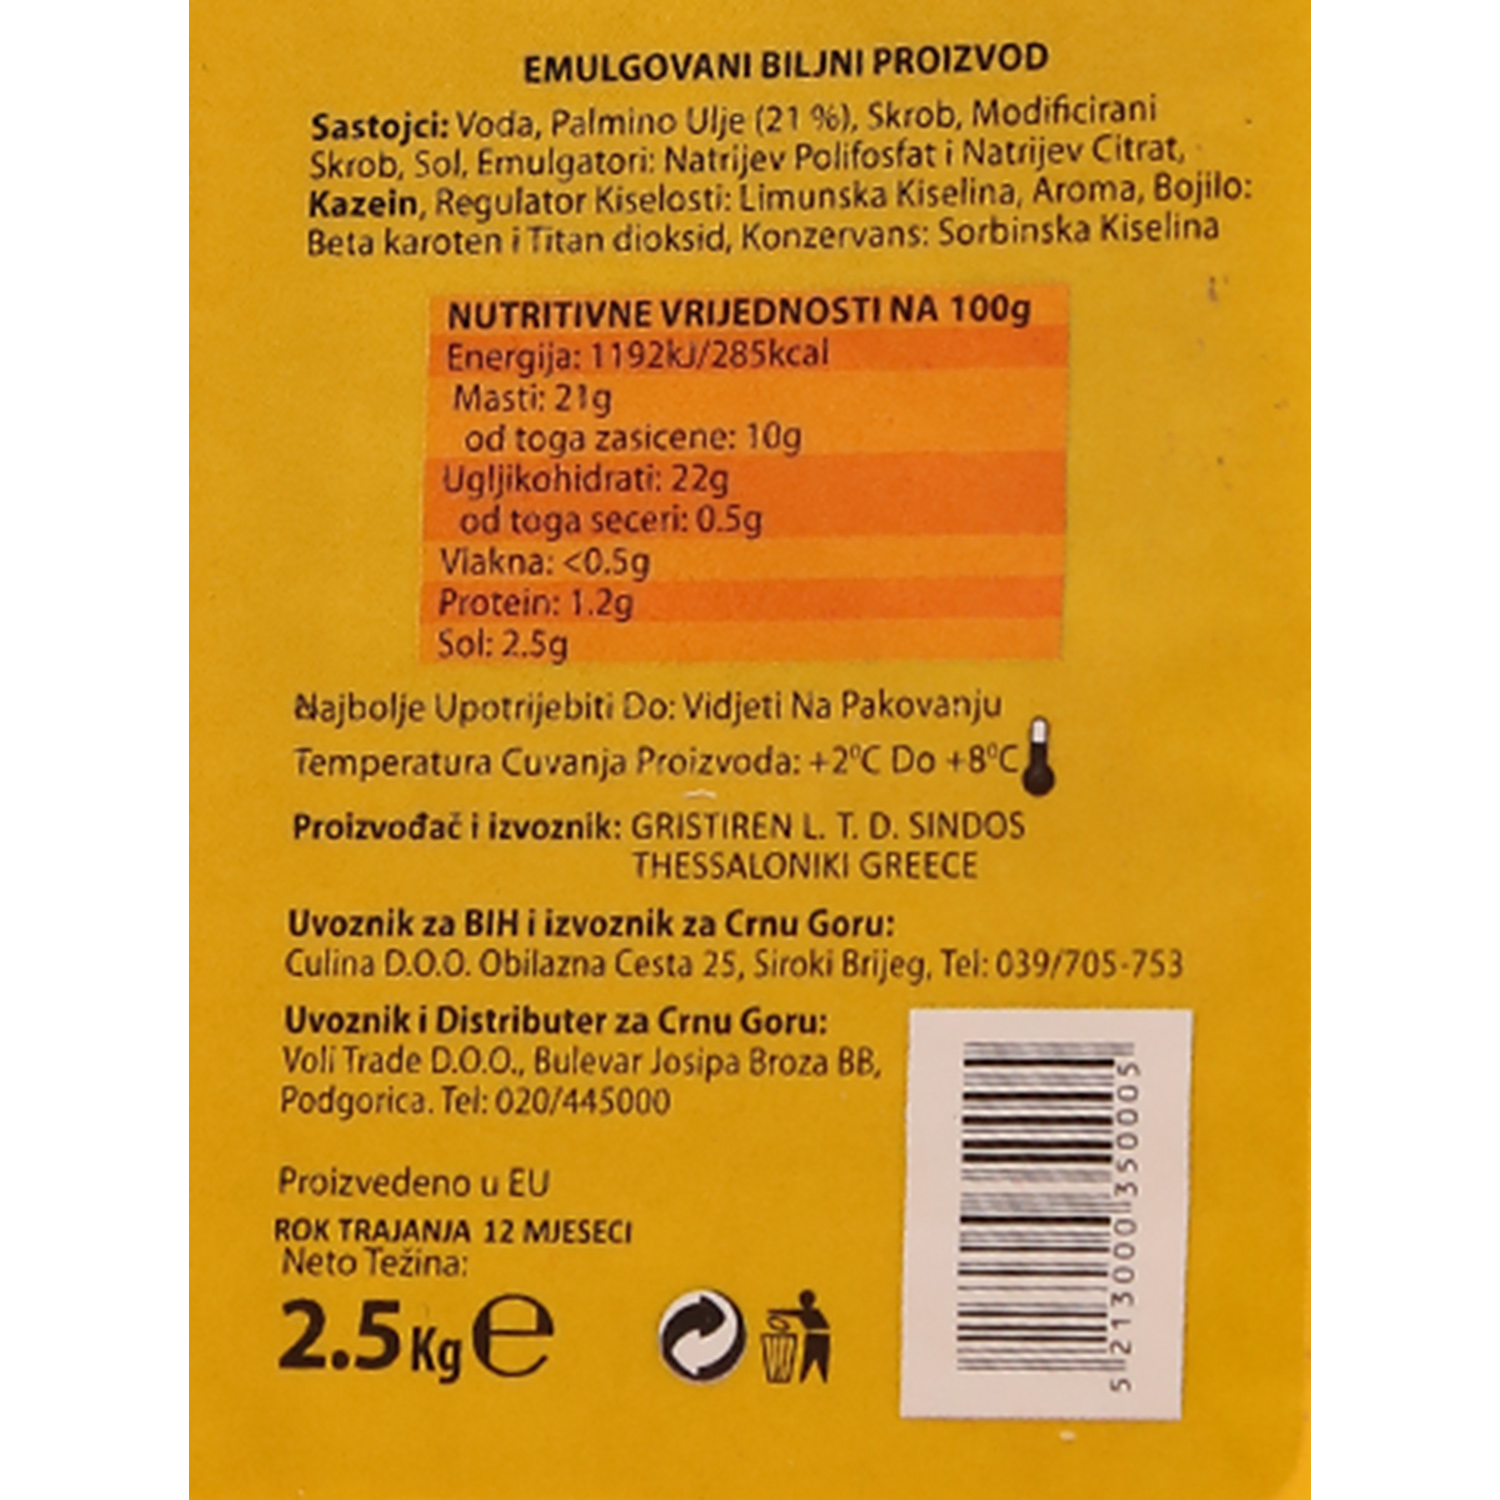 EMULGOVANI BILJNI PROIZVOD
Sastojci: Voda, Palmino Ulje (21 %), Skrob, Modificirani
Skrob, Sol, Emulgatori: Natrijev Polifosfat i Natrijev Citrat,
Kazein, Regulator Kiselosti: Limunska Kiselina, Aroma, Bojilo:
Beta karoten i Titan dioksid, Konzervans: Sorbinska Kiselina
NUTRITIVNE VRIJEDNOSTI NA 100g
Energija: 1192kJ/285kcal
Masti: 21g
od toga zasicene: 10g
Ugljikohidrati: 22g
od toga seceri: 0.5g
Vlakna: <0.5g
Protein: 1.2g
Sol: 2.5g
Najbolje Upotrijebiti Do: Vidjeti Na Pakovanju
Temperatura Cuvanja Proizvoda: +2°C Do +8°C
Proizvođač i izvoznik: GRISTIREN L. T. D. SINDOS
THESSALONIKI GREECE
Uvoznik za BIH i izvoznik za Crnu Goru:
Culina D.O.O. Obilazna Cesta 25, Siroki Brijeg, Tel: 039/705-753
Uvoznik i Distributer za Crnu Goru:
Voli Trade D.O.O., Bulevar Josipa Broza BB,
Podgorica. Tel: 020/445000
Proizvedeno u EU
ROK TRAJANJA 12 MJESECI
Neto Težina:
2.5 Kg e
5 213000 350005